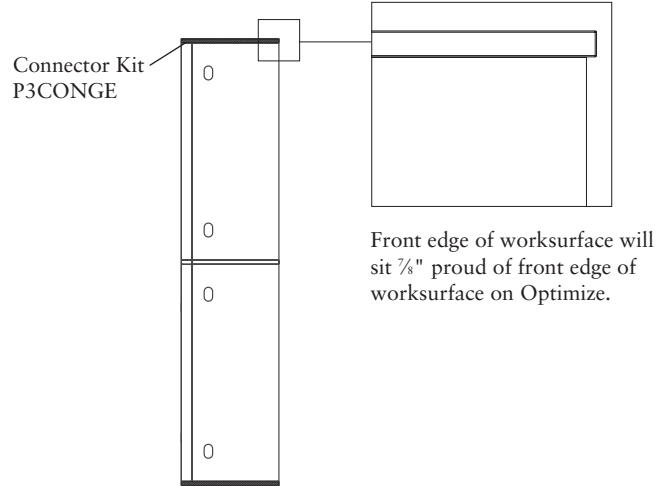 Connector Kit
P3CONGE
Front edge of worksurface will
sit ⅞" proud of front edge of
worksurface on Optimize.